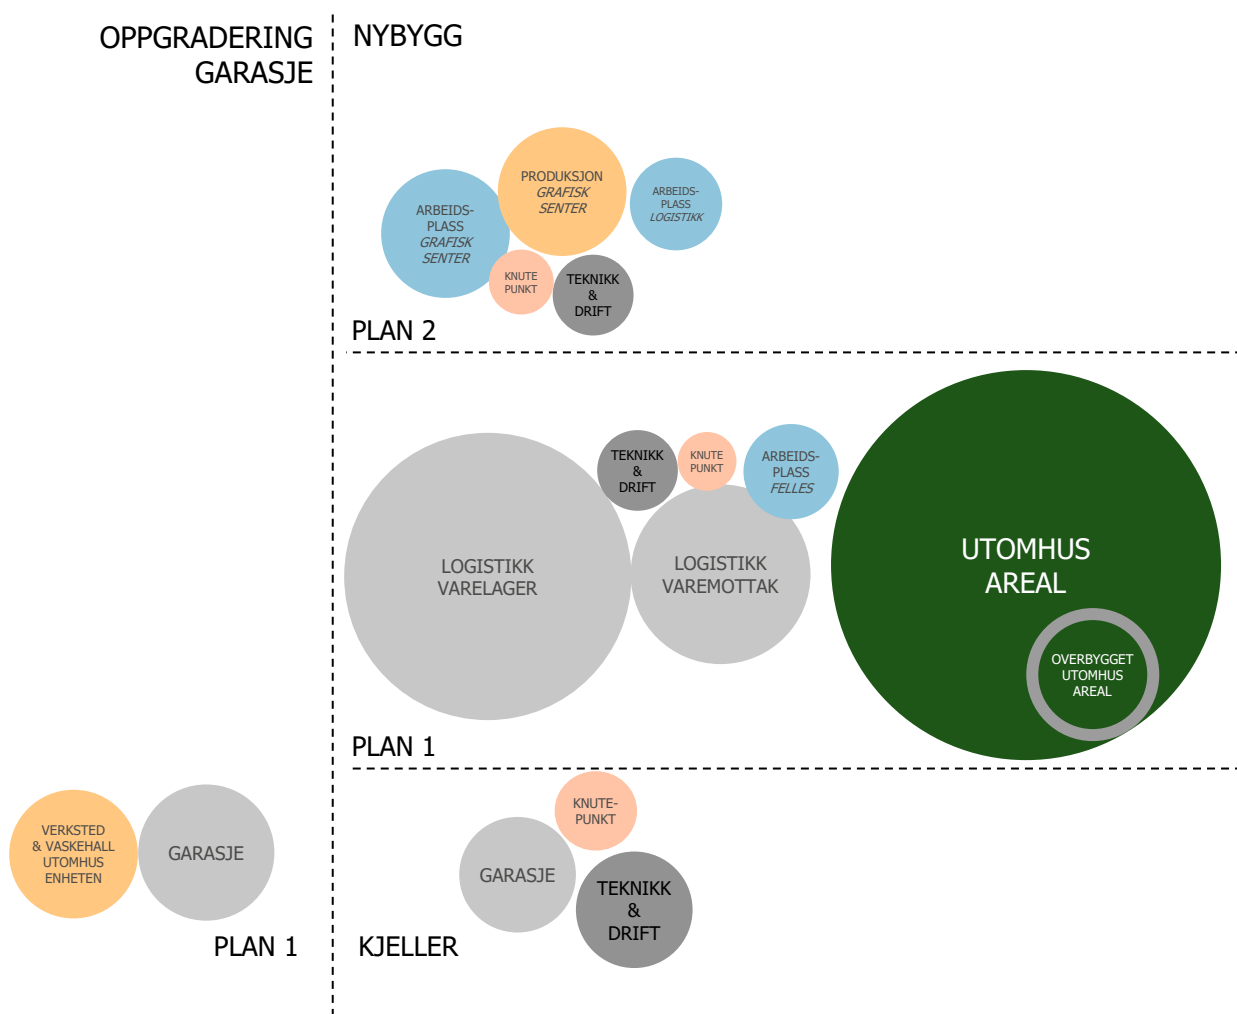 OPPGRADERING
GARASJE
NYBYGG
ARBEIDS-
PLASS
GRAFISK
SENTER
PRODUKSJON
GRAFISK
SENTER
ARBEIDS-
PLASS
LOGISTIKK
KNUTE
PUNKT
TEKNIKK
&
DRIFT
PLAN 2
LOGISTIKK
VARELAGER
TEKNIKK
&
DRIFT
KNUTE
PUNKT
ARBEIDS-
PLASS
FELLES
LOGISTIKK
VAREMOTTAK
UTOMHUS
AREAL
OVERBYGGET
UTOMHUS
AREAL
PLAN 1
VERKSTED
& VASKEHALL
UTOMHUS
ENHETEN
GARASJE
PLAN 1
KNUTE-
PUNKT
GARASJE
TEKNIKK
&
DRIFT
KJELLER